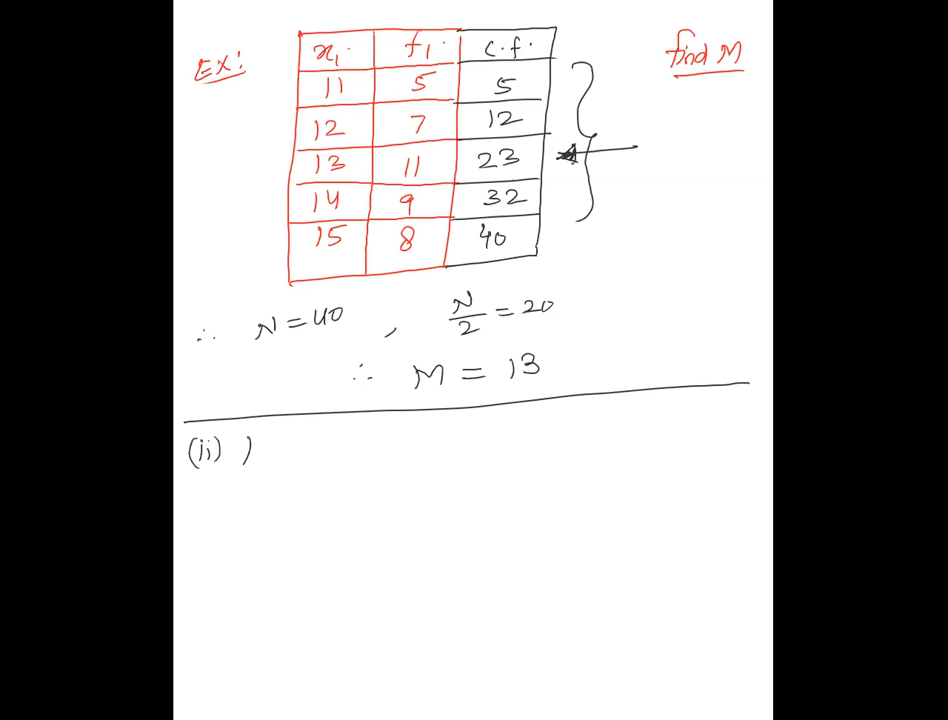 Ex:
find M
xi fi c.f.
11 5 5
12 7 12
13 11 23
14 9 32
15 8 40
∴ N = 40 , N/2 = 20
∴ M = 13
(ii) )